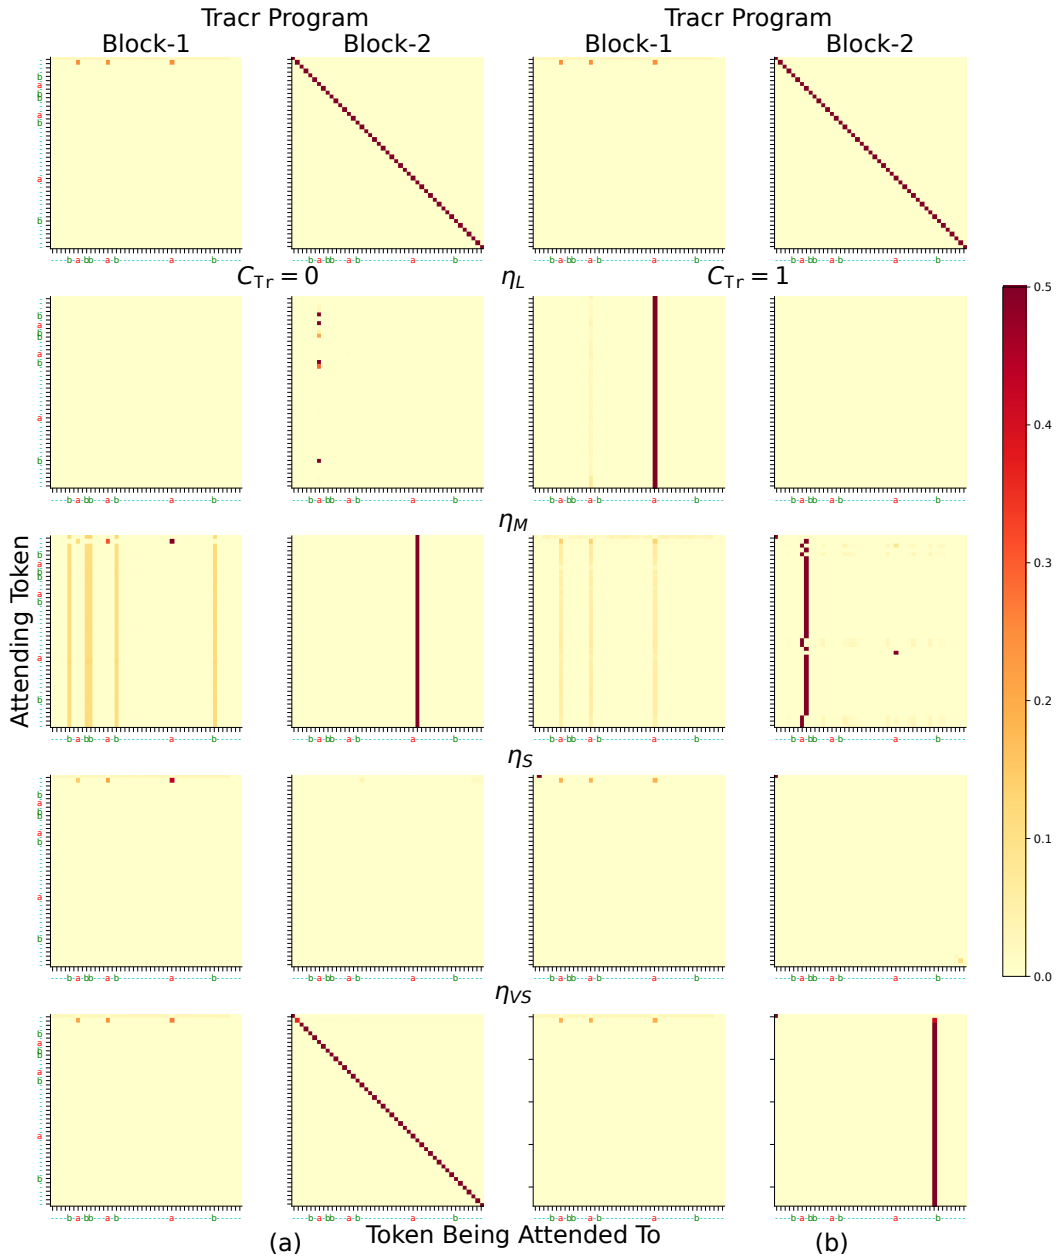 Tracr Program Tracr Program
Block-1 Block-2 Block-1 Block-2
C_Tr = 0 η_L C_Tr = 1
η_M
η_S
η_VS
Attending Token
Token Being Attended To
(a) (b)
0.5
0.4
0.3
0.2
0.1
0.0